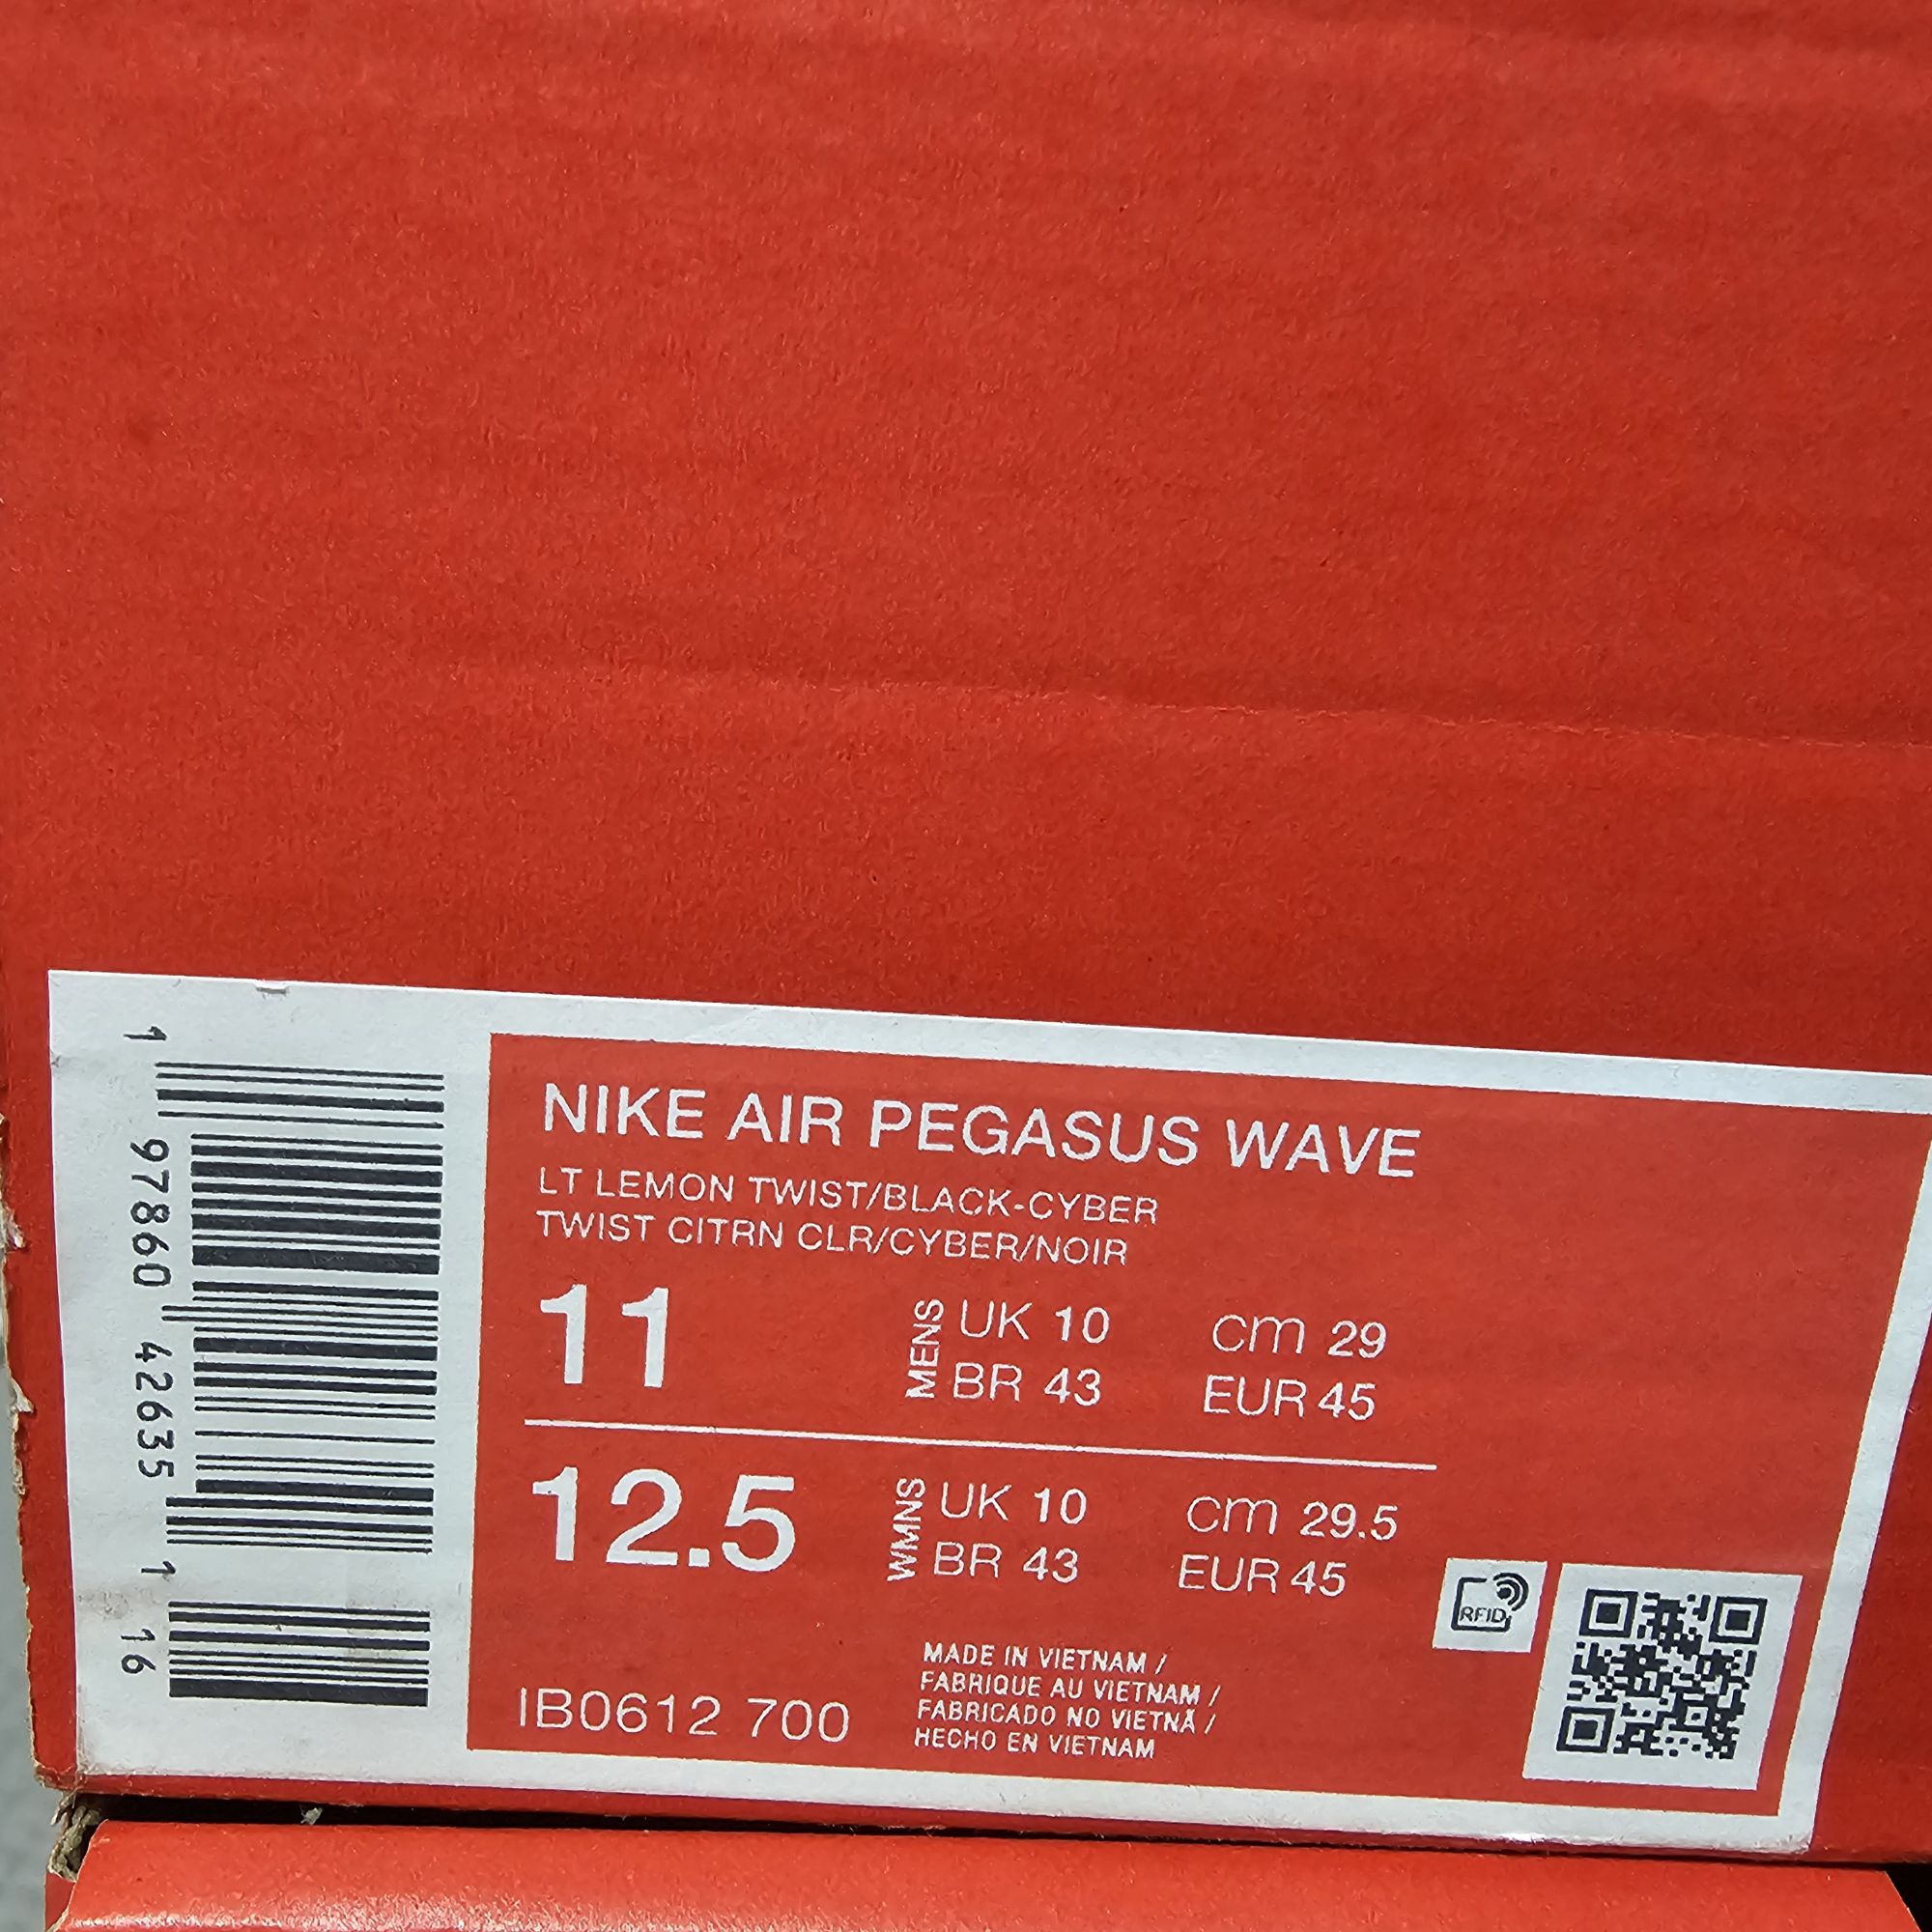 1 97860 42635 1 16
NIKE AIR PEGASUS WAVE
LT LEMON TWIST/BLACK-CYBER
TWIST CITRN CLR/CYBER/NOIR
11
MENS
UK 10
cm 29
BR 43
EUR 45
12.5
WMNS
UK 10
cm 29.5
BR 43
EUR 45
RFID
IB0612 700
MADE IN VIETNAM /
FABRIQUE AU VIETNAM /
FABRICADO NO VIETNÃ /
HECHO EN VIETNAM